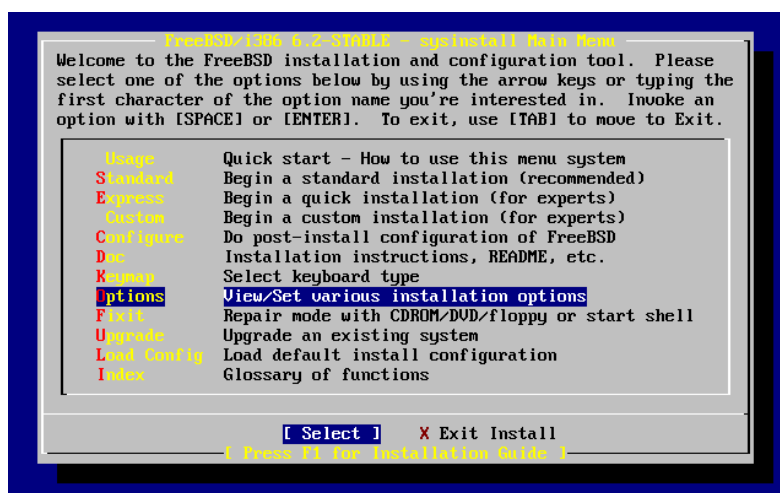 FreeBSD/i386 6.2-STABLE - sysinstall Main Menu
Welcome to the FreeBSD installation and configuration tool.  Please
select one of the options below by using the arrow keys or typing the
first character of the option name you're interested in.  Invoke an
option with [SPACE] or [ENTER].  To exit, use [TAB] to move to Exit.
Usage Quick start - How to use this menu system
Standard Begin a standard installation (recommended)
Express Begin a quick installation (for experts)
Custom Begin a custom installation (for experts)
Configure Do post-install configuration of FreeBSD
Doc Installation instructions, README, etc.
Keymap Select keyboard type
Options View/Set various installation options
Fixit Repair mode with CDROM/DVD/floppy or start shell
Upgrade Upgrade an existing system
Load Config Load default install configuration
Index Glossary of functions
[ Select ] X Exit Install
[ Press F1 for Installation Guide ]